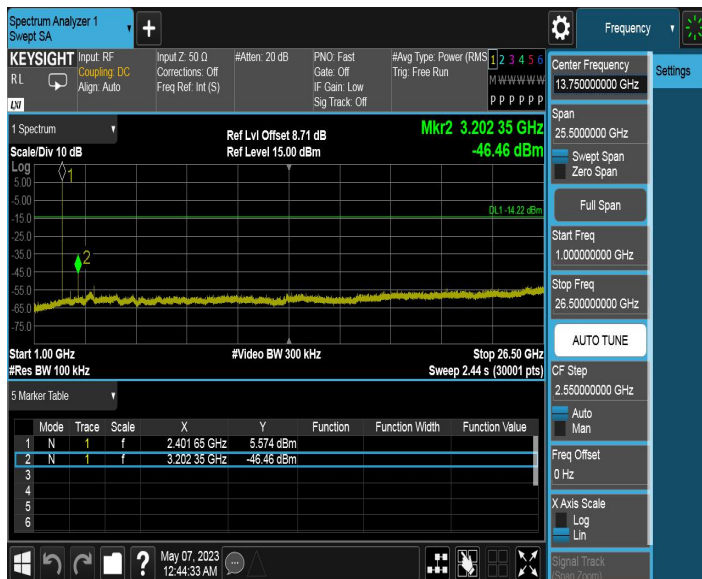 Spectrum Analyzer 1
Swept SA
+
Frequency
KEYSIGHT
RL
LXI
Input: RF
Coupling: DC
Align: Auto
Input Z: 50 Ω
Corrections: Off
Freq Ref: Int (S)
#Atten: 20 dB
PNO: Fast
Gate: Off
IF Gain: Low
Sig Track: Off
#Avg Type: Power (RMS
Trig: Free Run
1 2 3 4 5 6
M W W W W W
P P P P P P
1 Spectrum
Scale/Div 10 dB
Ref Lvl Offset 8.71 dB
Ref Level 15.00 dBm
Mkr2 3.202 35 GHz
-46.46 dBm
Log
5.00
-5.00
-15.0
-25.0
-35.0
-45.0
-55.0
-65.0
-75.0
1
2
DL1 -14.22 dBm
Start 1.00 GHz
#Res BW 100 kHz
#Video BW 300 kHz
Stop 26.50 GHz
Sweep 2.44 s (30001 pts)
5 Marker Table
Mode Trace Scale X Y Function Function Width Function Value
1 N 1 f 2.401 65 GHz 5.574 dBm
2 N 1 f 3.202 35 GHz -46.46 dBm
3
4
5
6
?
May 07, 2023
12:44:33 AM
Center Frequency
13.750000000 GHz
Settings
Span
25.5000000 GHz
Swept Span
Zero Span
Full Span
Start Freq
1.000000000 GHz
Stop Freq
26.500000000 GHz
AUTO TUNE
CF Step
2.550000000 GHz
Auto
Man
Freq Offset
0 Hz
X Axis Scale
Log
Lin
Signal Track
(Span Zoom)